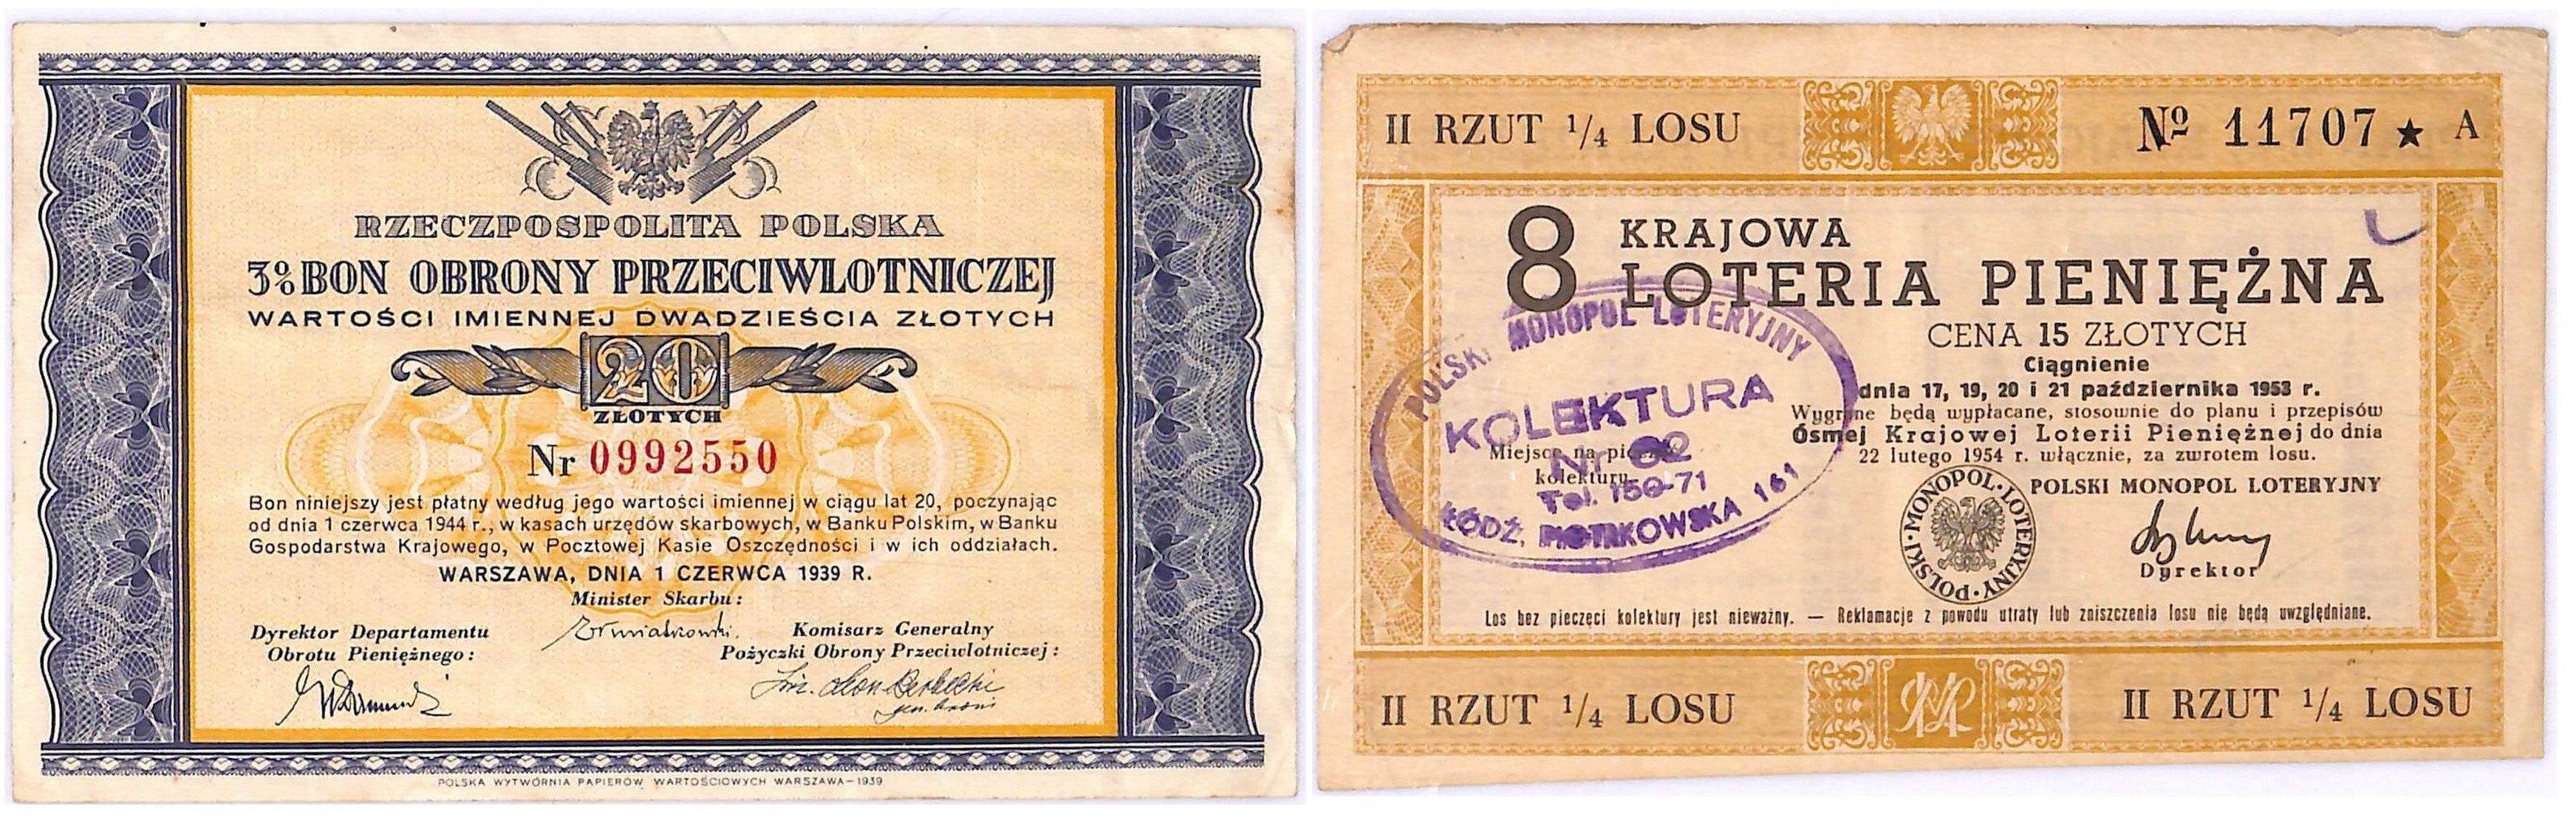 RZECZPOSPOLITA POLSKA
3% BON OBRONY PRZECIWLOTNICZEJ
WARTOŚCI IMIENNEJ DWADZIEŚCIA ZŁOTYCH
20
ZŁOTYCH
Nr 0992550
Bon niniejszy jest płatny według jego wartości imiennej w ciągu lat 20, poczynając
od dnia 1 czerwca 1944 r., w kasach urzędów skarbowych, w Banku Polskim, w Banku
Gospodarstwa Krajowego, w Pocztowej Kasie Oszczędności i w ich oddziałach.
WARSZAWA, DNIA 1 CZERWCA 1939 R.
Minister Skarbu:
Dyrektor Departamentu
Obrotu Pieniężnego:
Komisarz Generalny
Pożyczki Obrony Przeciwlotniczej:
POLSKA WYTWÓRNIA PAPIERÓW WARTOŚCIOWYCH WARSZAWA-1939
II RZUT 1/4 LOSU
Nº 11707 ★ A
8 KRAJOWA
LOTERIA PIENIĘŻNA
CENA 15 ZŁOTYCH
Ciągnienie
dnia 17, 19, 20 i 21 października 1953 r.
Wygrane będą wypłacane, stosownie do planu i przepisów
Ósmej Krajowej Loterii Pieniężnej do dnia
22 lutego 1954 r. włącznie, za zwrotem losu.
POLSKI MONOPOL LOTERYJNY
KOLEKTURA
Tel. 150-71
ŁÓDŹ, PIOTRKOWSKA 161
Miejsce na
kolektury
POLSKI MONOPOL LOTERYJNY
POLSKI·MONOPOL·LOTERYJNY
Dyrektor
Los bez pieczęci kolektury jest nieważny. — Reklamacje z powodu utraty lub zniszczenia losu nie będą uwzględniane.
II RZUT 1/4 LOSU
II RZUT 1/4 LOSU